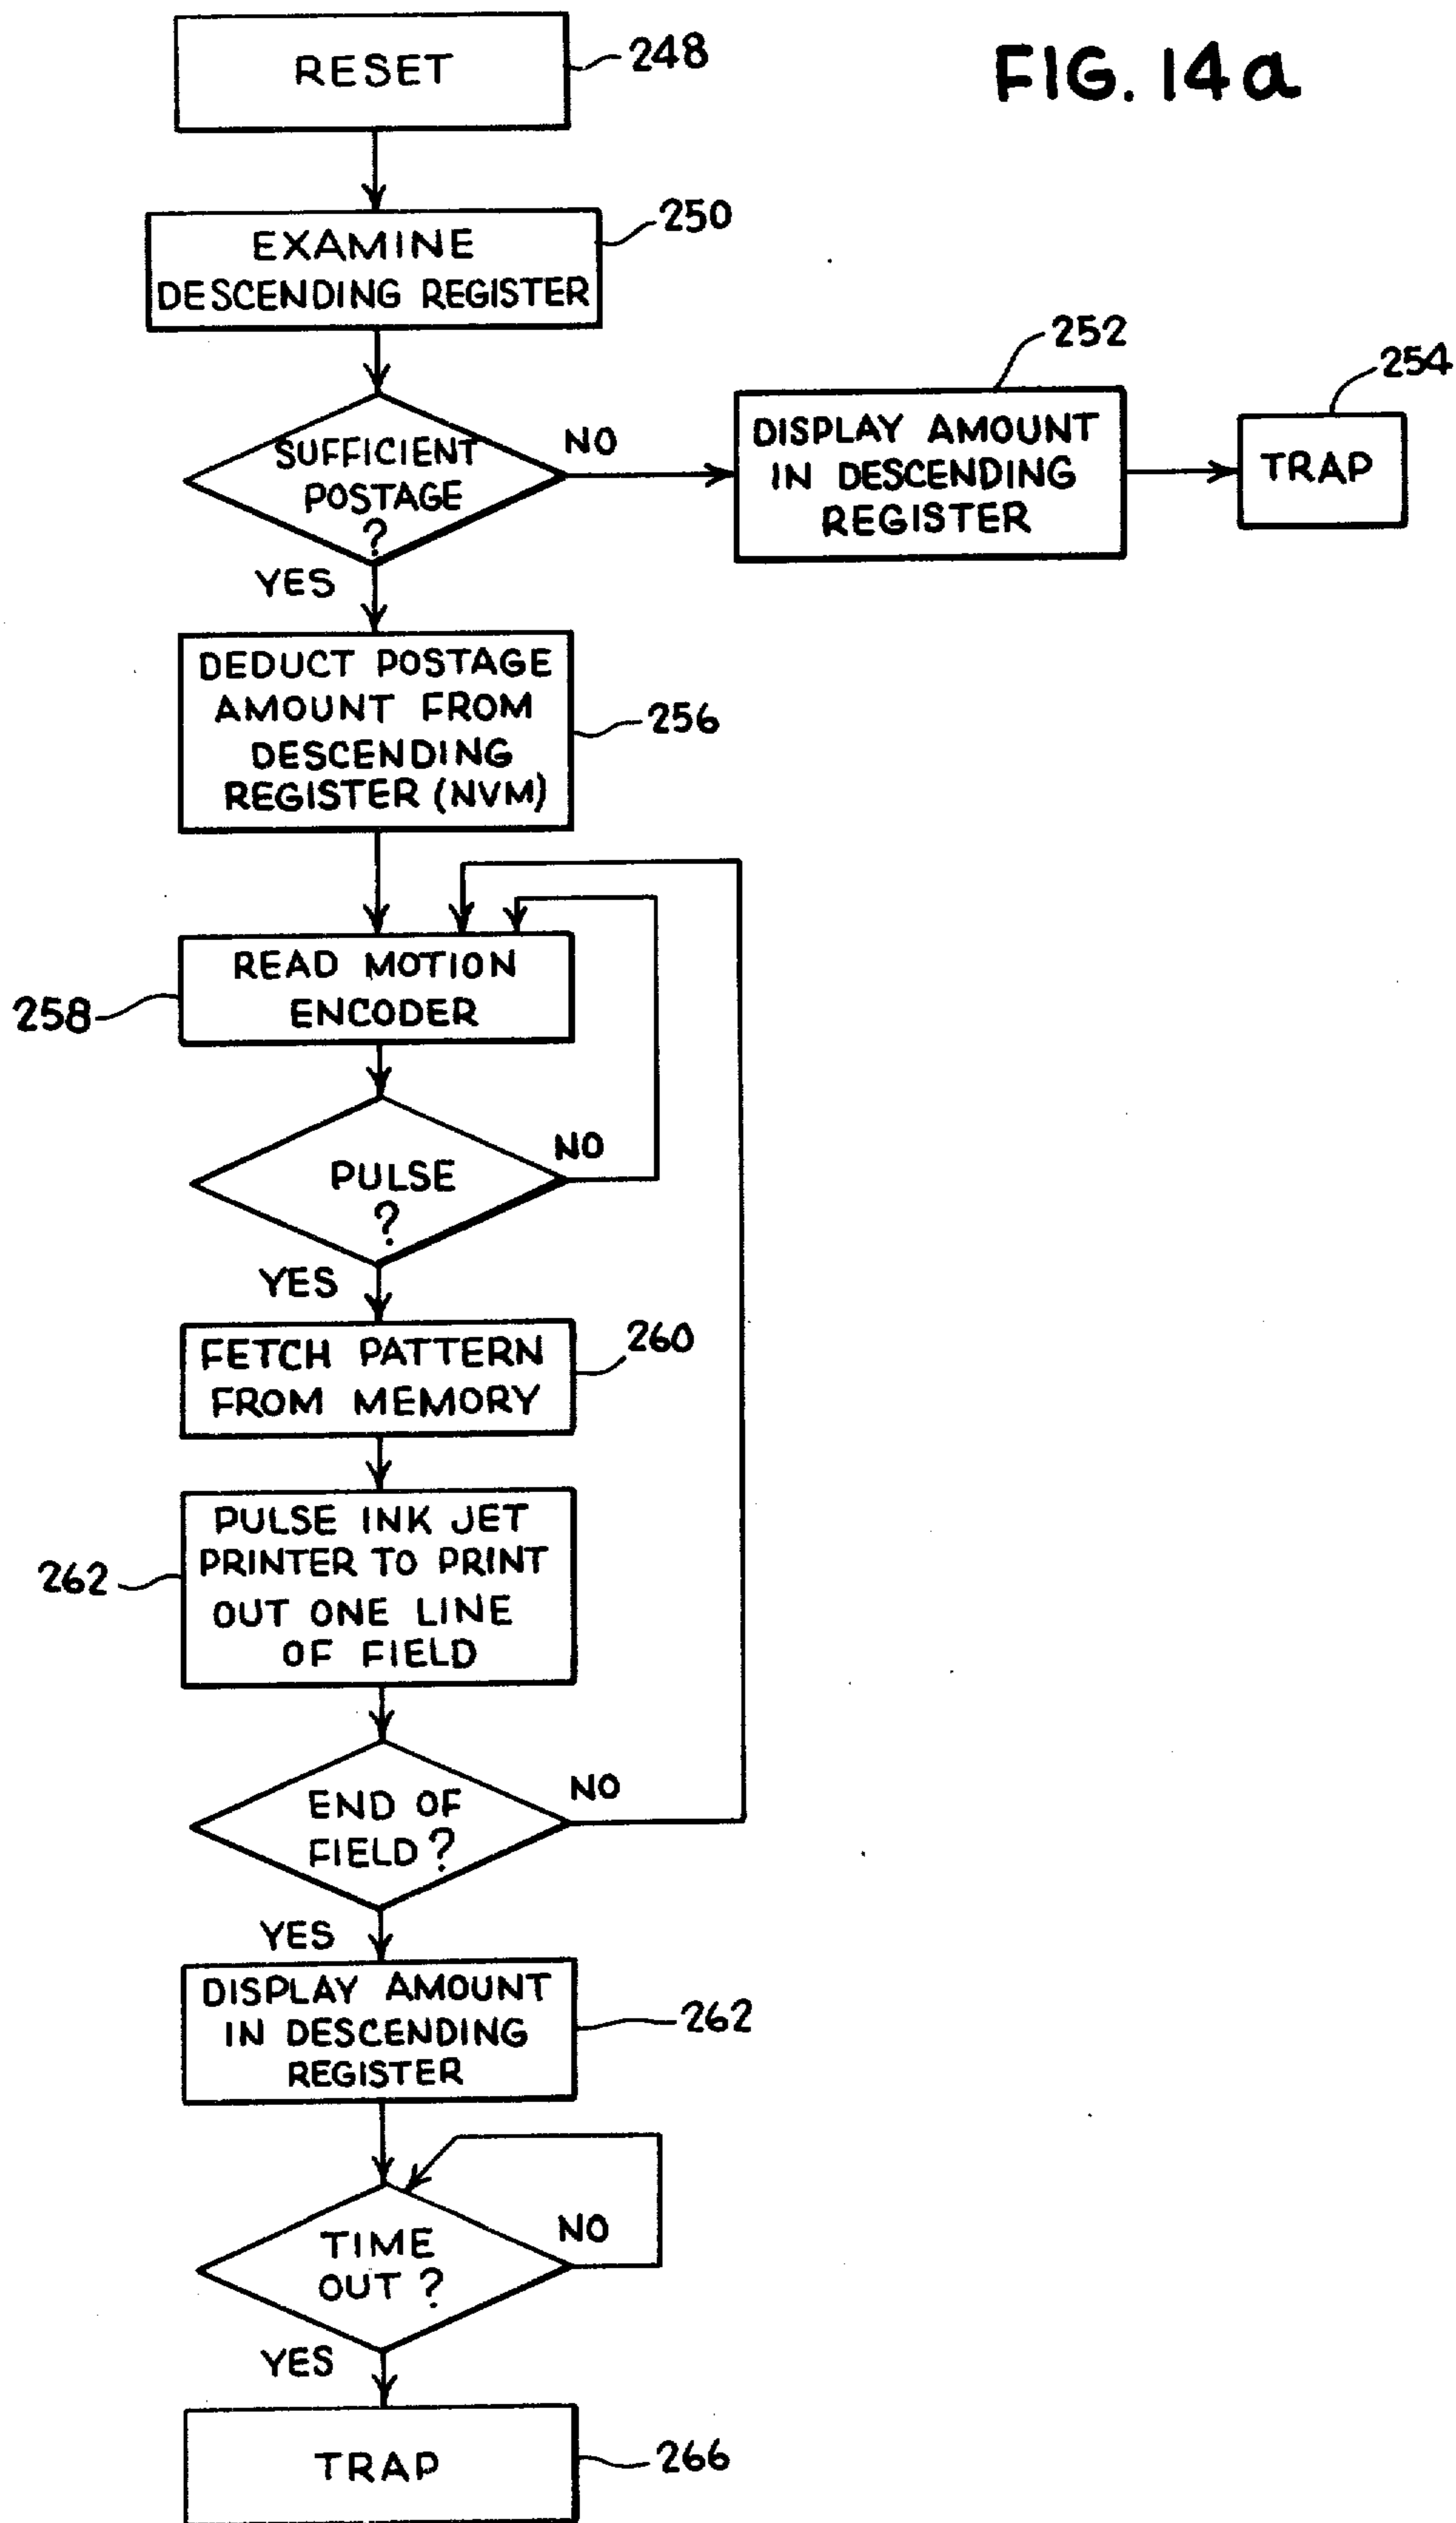 FIG. 14a
RESET
248
EXAMINE
DESCENDING REGISTER
250
SUFFICIENT
POSTAGE
?
NO
YES
DISPLAY AMOUNT
IN DESCENDING
REGISTER
252
TRAP
254
DEDUCT POSTAGE
AMOUNT FROM
DESCENDING
REGISTER (NVM)
256
READ MOTION
ENCODER
258
PULSE
?
NO
YES
FETCH PATTERN
FROM MEMORY
260
PULSE INK JET
PRINTER TO PRINT
OUT ONE LINE
OF FIELD
262
END OF
FIELD?
NO
YES
DISPLAY AMOUNT
IN DESCENDING
REGISTER
262
TIME
OUT?
NO
YES
TRAP
266